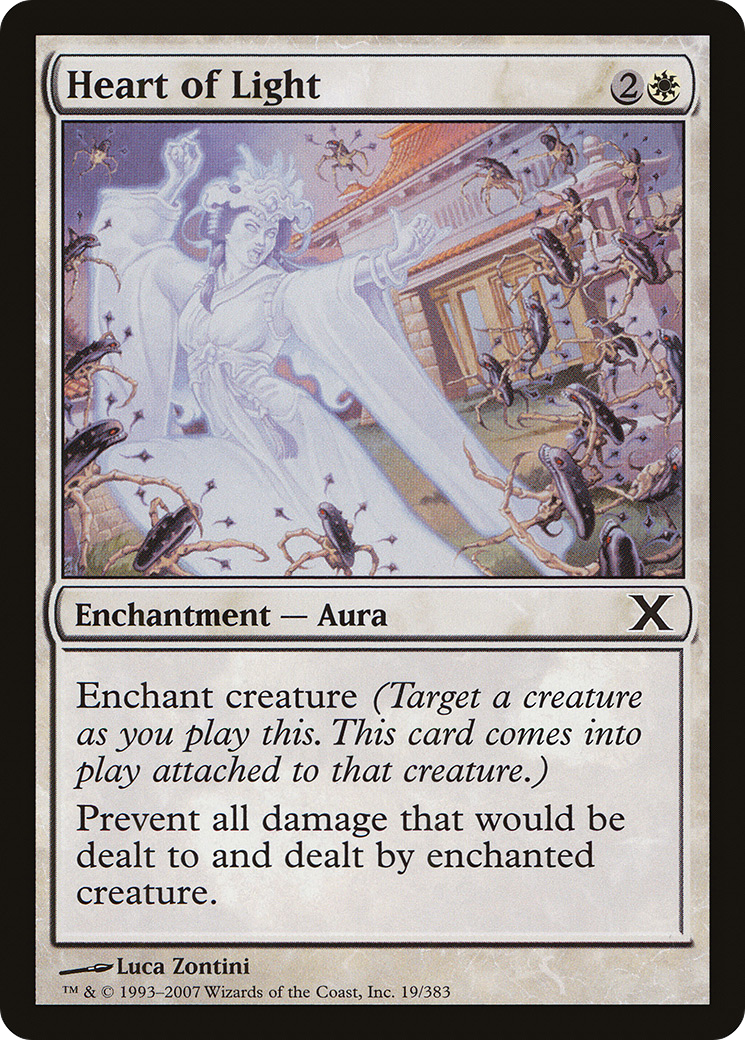 Heart of Light 2
Enchantment — Aura X
Enchant creature (Target a creature
as you play this. This card comes into
play attached to that creature.)
Prevent all damage that would be
dealt to and dealt by enchanted
creature.
Luca Zontini
™ & © 1993–2007 Wizards of the Coast, Inc. 19/383